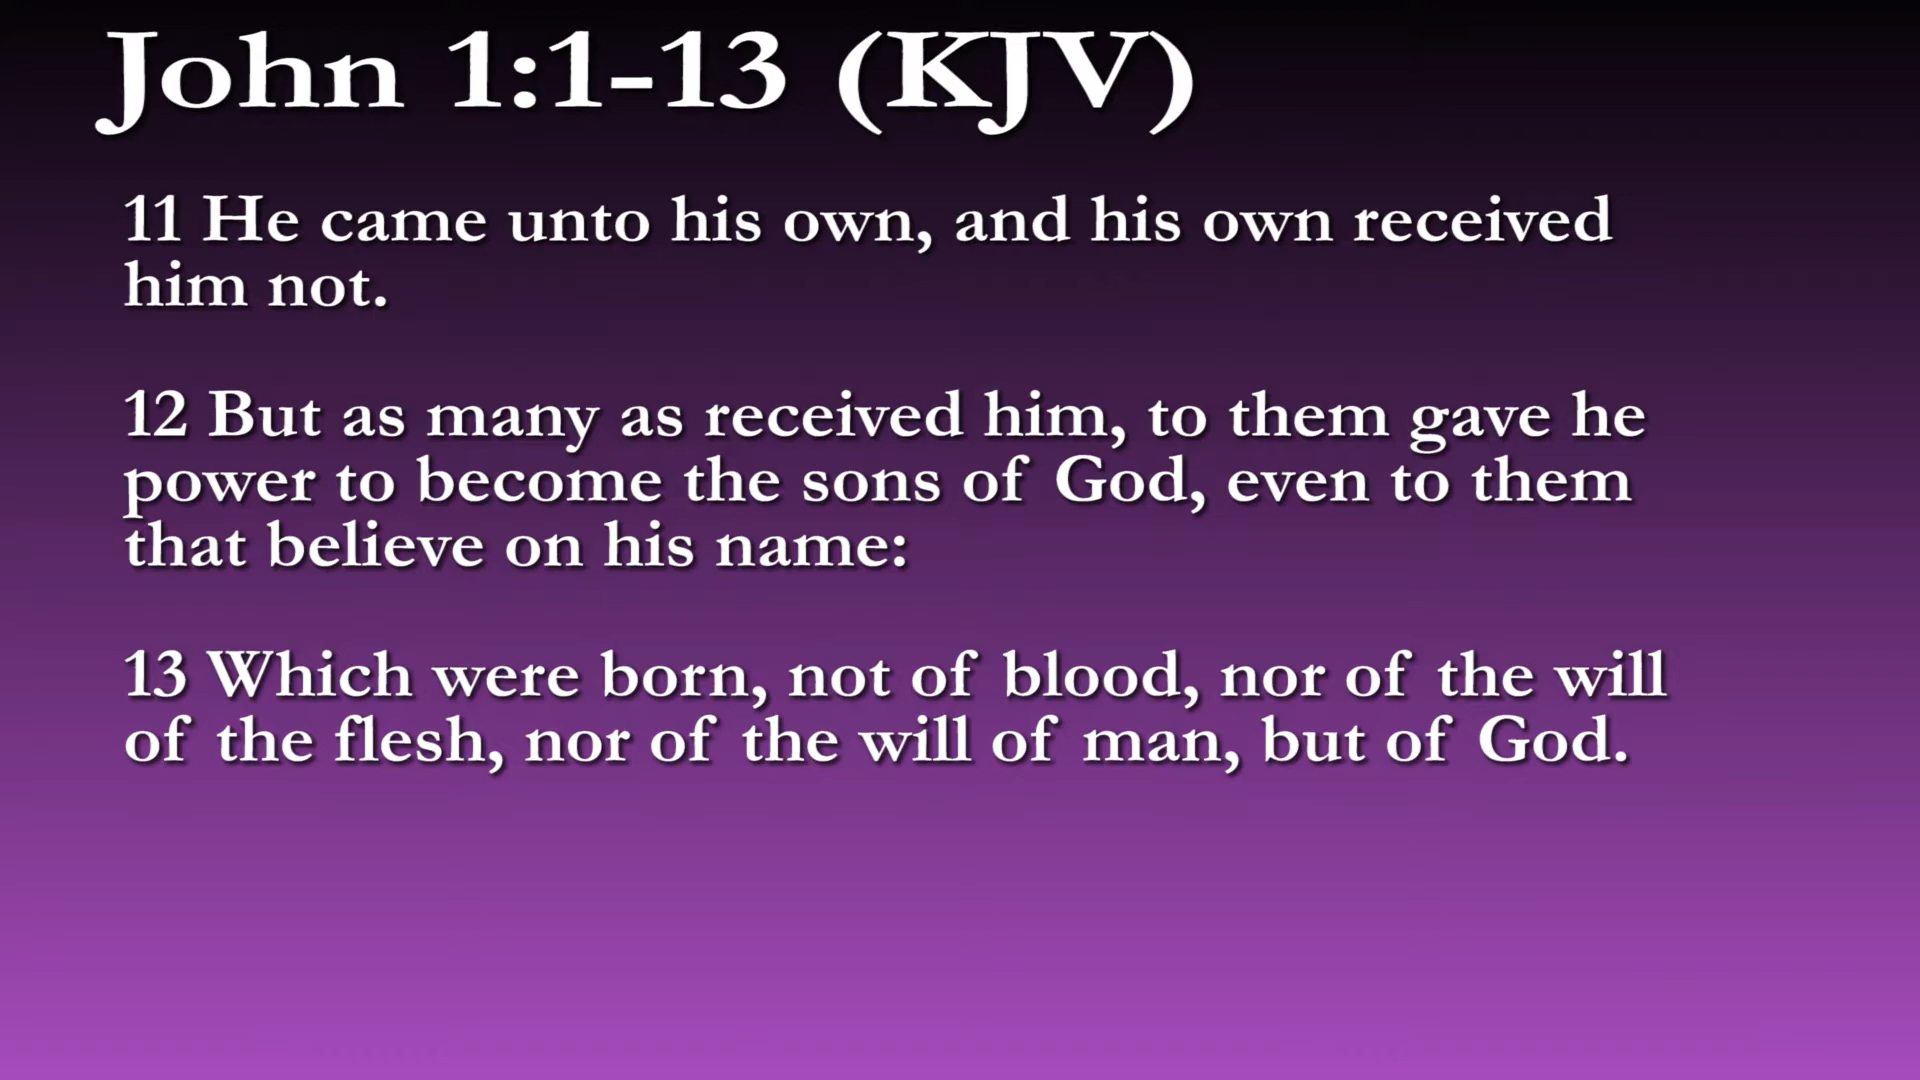 John 1:1-13 (KJV)
11 He came unto his own, and his own received
him not.
12 But as many as received him, to them gave he
power to become the sons of God, even to them
that believe on his name:
13 Which were born, not of blood, nor of the will
of the flesh, nor of the will of man, but of God.